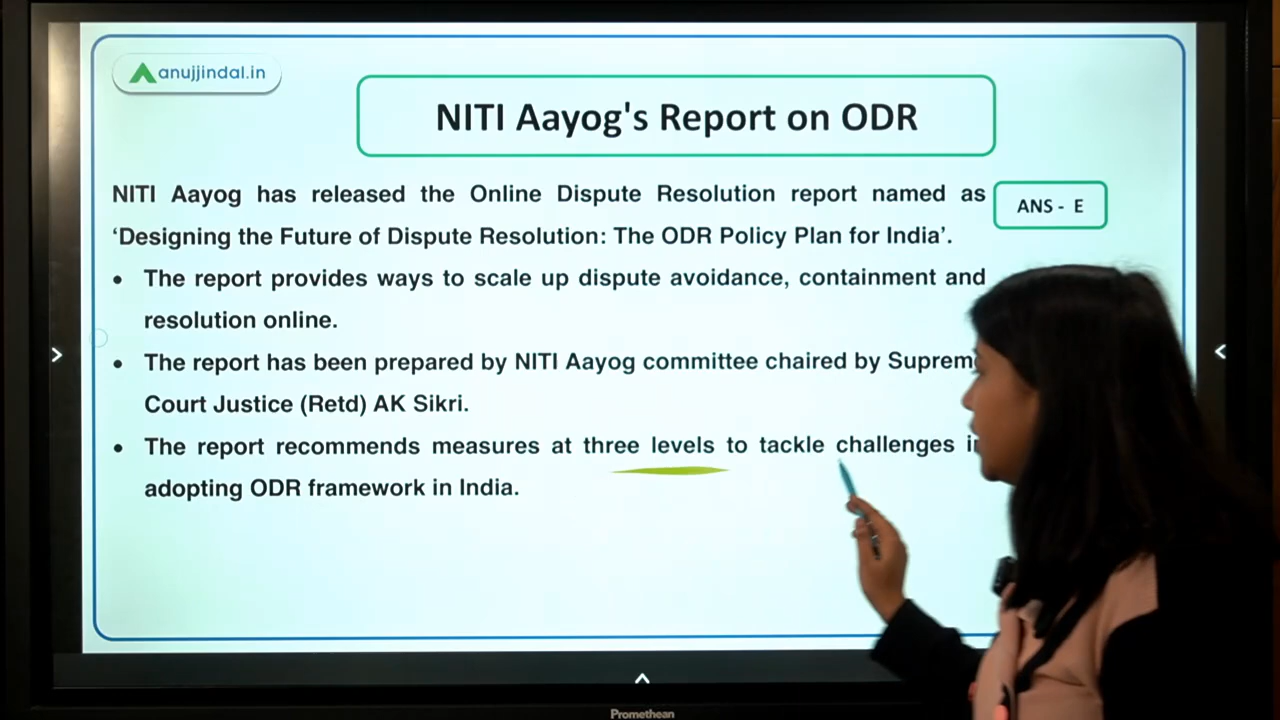 anujjindal.in
NITI Aayog's Report on ODR
NITI Aayog has released the Online Dispute Resolution report named as
ANS - E
‘Designing the Future of Dispute Resolution: The ODR Policy Plan for India’.
• The report provides ways to scale up dispute avoidance, containment and
resolution online.
• The report has been prepared by NITI Aayog committee chaired by Suprem
Court Justice (Retd) AK Sikri.
• The report recommends measures at three levels to tackle challenges i
adopting ODR framework in India.
Promethean